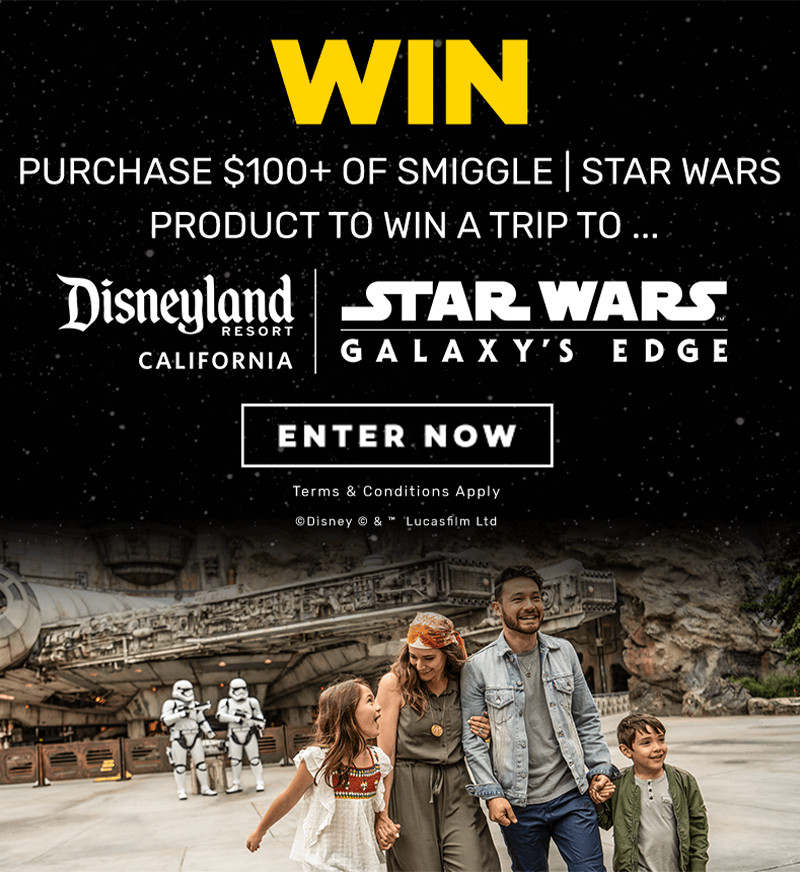 WIN
PURCHASE $100+ OF SMIGGLE | STAR WARS
PRODUCT TO WIN A TRIP TO ...
Disneyland
RESORT
CALIFORNIA
STAR WARS™
GALAXY'S EDGE
ENTER NOW
Terms & Conditions Apply
©Disney © & ™ Lucasfilm Ltd